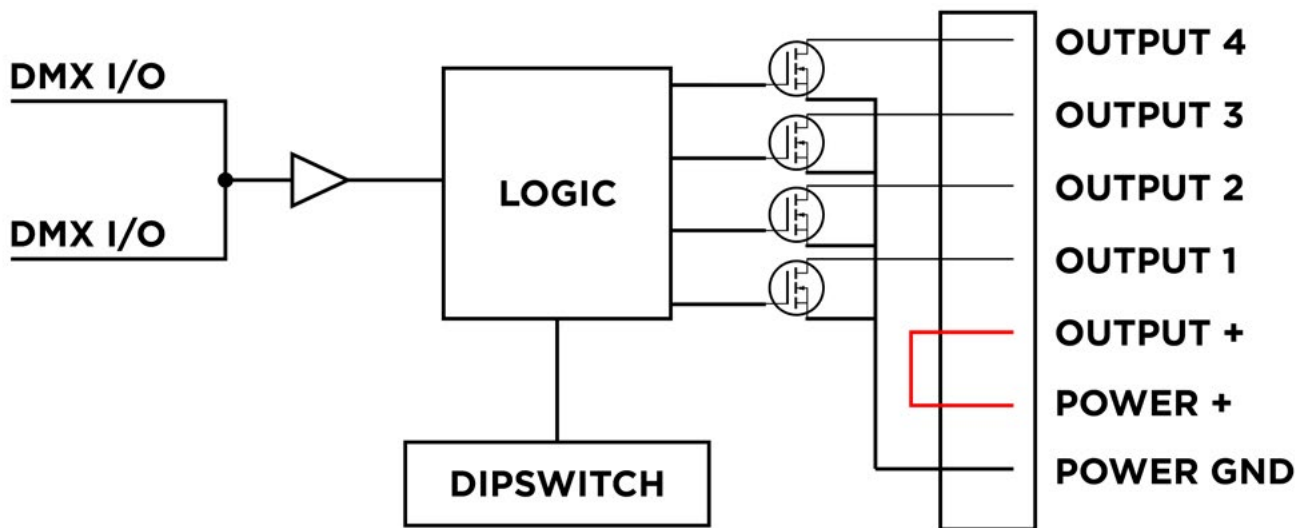 DMX I/O
DMX I/O
LOGIC
DIPSWITCH
OUTPUT 4
OUTPUT 3
OUTPUT 2
OUTPUT 1
OUTPUT +
POWER +
POWER GND